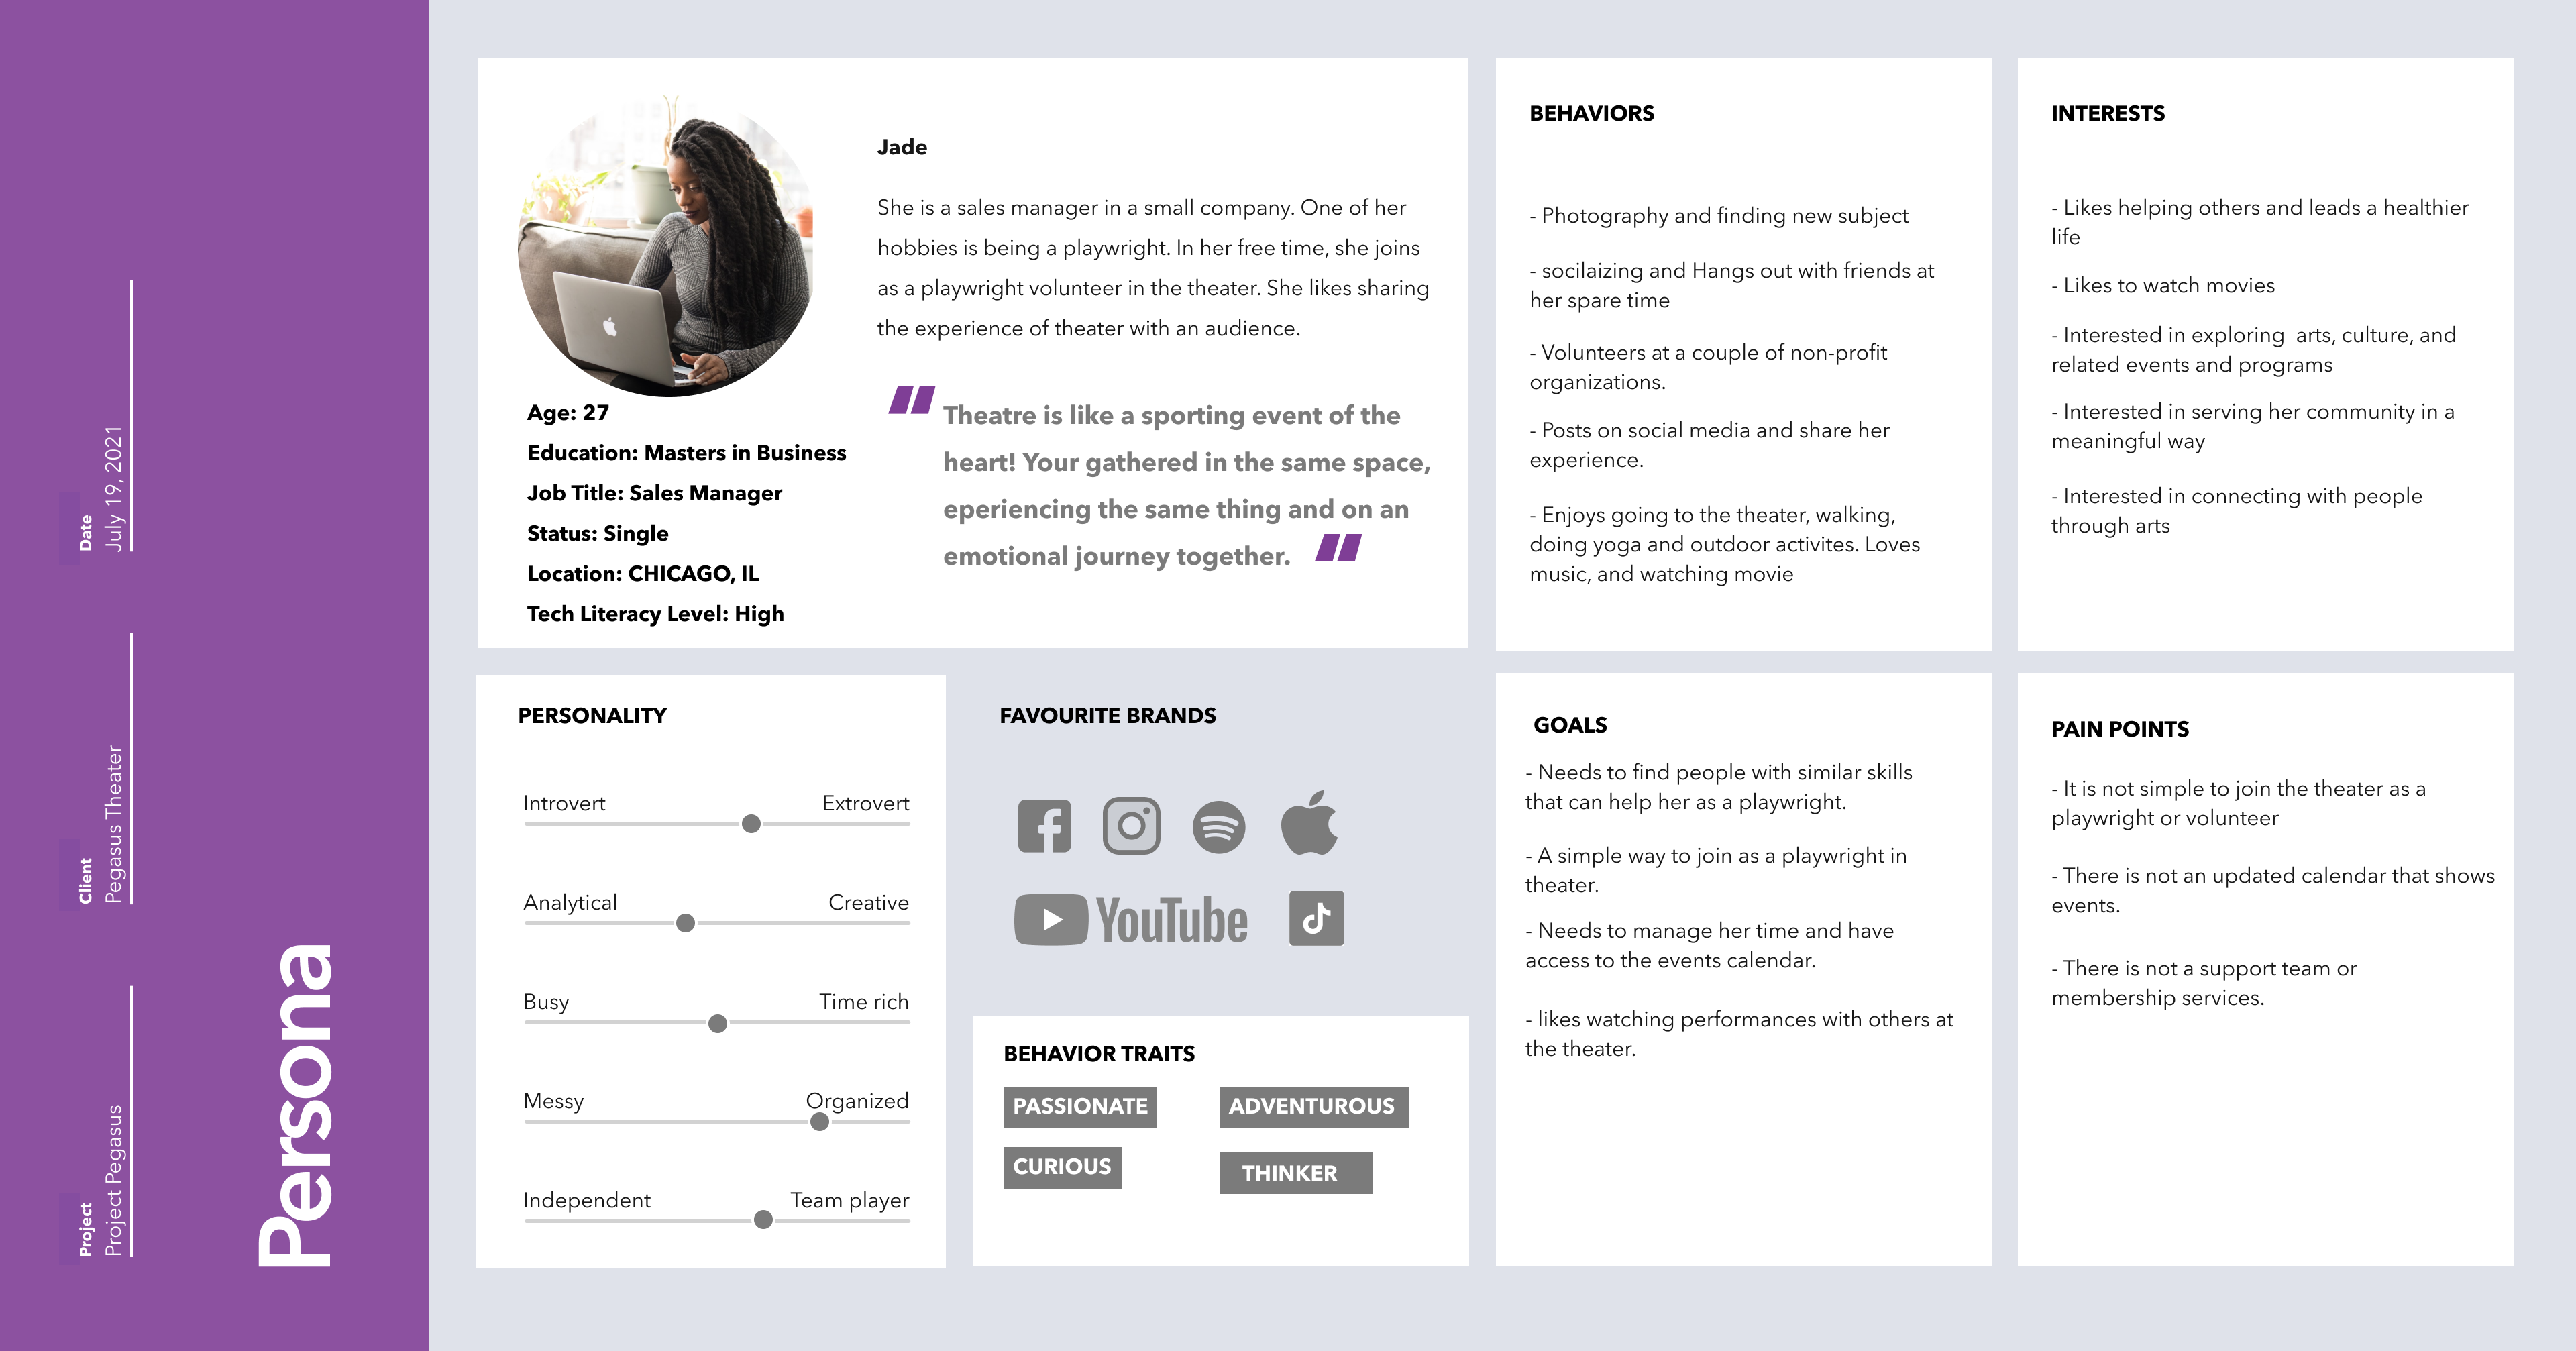 Date
July 19, 2021
Client
Pegasus Theater
Project
Project Pegasus
Persona
Jade
She is a sales manager in a small company. One of her
hobbies is being a playwright. In her free time, she joins
as a playwright volunteer in the theater. She likes sharing
the experience of theater with an audience.
Theatre is like a sporting event of the
heart! Your gathered in the same space,
eperiencing the same thing and on an
emotional journey together.
Age: 27
Education: Masters in Business
Job Title: Sales Manager
Status: Single
Location: CHICAGO, IL
Tech Literacy Level: High
BEHAVIORS
- Photography and finding new subject
- socilaizing and Hangs out with friends at
her spare time
- Volunteers at a couple of non-profit
organizations.
- Posts on social media and share her
experience.
- Enjoys going to the theater, walking,
doing yoga and outdoor activites. Loves
music, and watching movie
INTERESTS
- Likes helping others and leads a healthier
life
- Likes to watch movies
- Interested in exploring  arts, culture, and
related events and programs
- Interested in serving her community in a
meaningful way
- Interested in connecting with people
through arts
PERSONALITY
Introvert Extrovert
Analytical Creative
Busy Time rich
Messy Organized
Independent Team player
FAVOURITE BRANDS
YouTube
BEHAVIOR TRAITS
PASSIONATE ADVENTUROUS
CURIOUS THINKER
GOALS
- Needs to find people with similar skills
that can help her as a playwright.
- A simple way to join as a playwright in
theater.
- Needs to manage her time and have
access to the events calendar.
- likes watching performances with others at
the theater.
PAIN POINTS
- It is not simple to join the theater as a
playwright or volunteer
- There is not an updated calendar that shows
events.
- There is not a support team or
membership services.